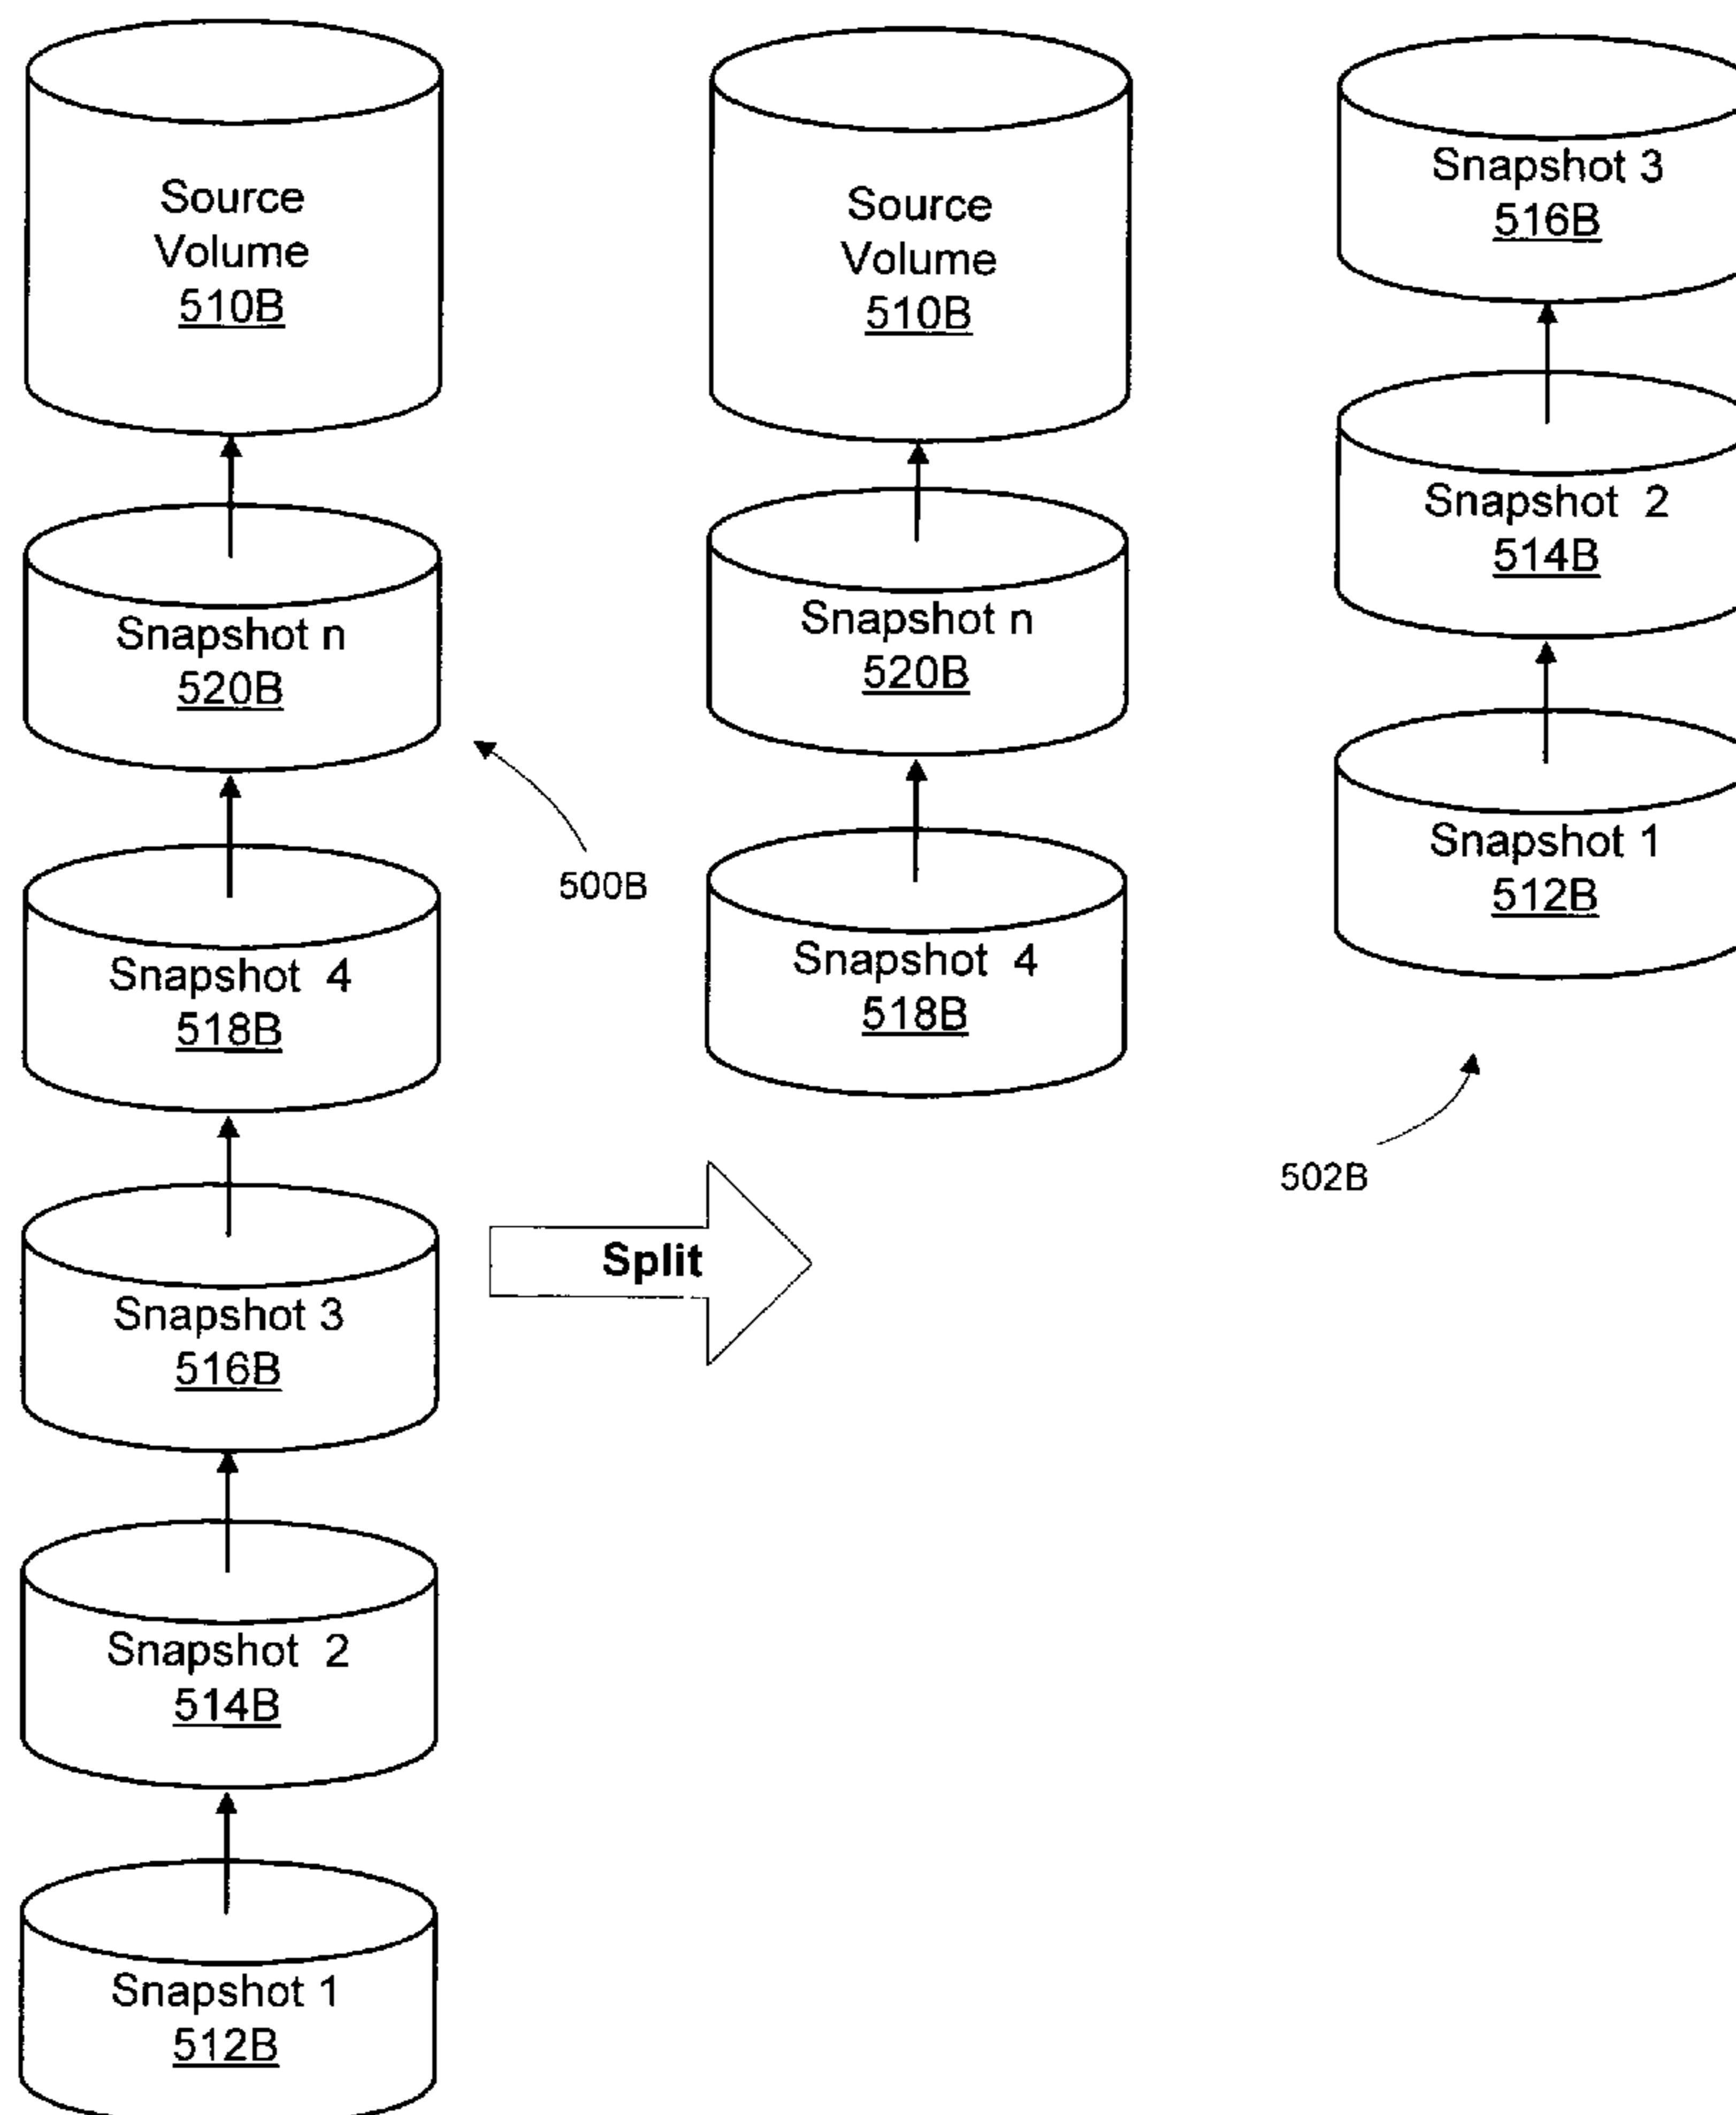 Source
Volume
510B
Snapshot n
520B
Snapshot 4
518B
Snapshot 3
516B
Snapshot 2
514B
Snapshot 1
512B
500B
Split
Source
Volume
510B
Snapshot n
520B
Snapshot 4
518B
Snapshot 3
516B
Snapshot 2
514B
Snapshot 1
512B
502B